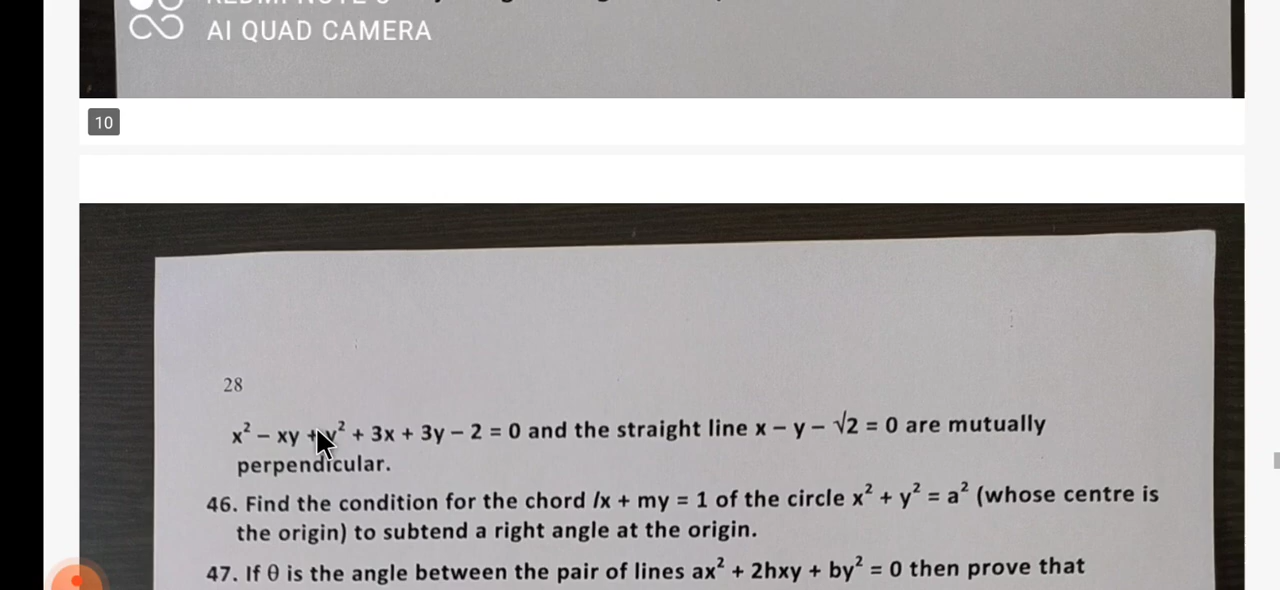 AI QUAD CAMERA
10
28
x² – xy + y² + 3x + 3y – 2 = 0 and the straight line x – y – √2 = 0 are mutually
perpendicular.
46. Find the condition for the chord lx + my = 1 of the circle x² + y² = a² (whose centre is
the origin) to subtend a right angle at the origin.
47. If θ is the angle between the pair of lines ax² + 2hxy + by² = 0 then prove that